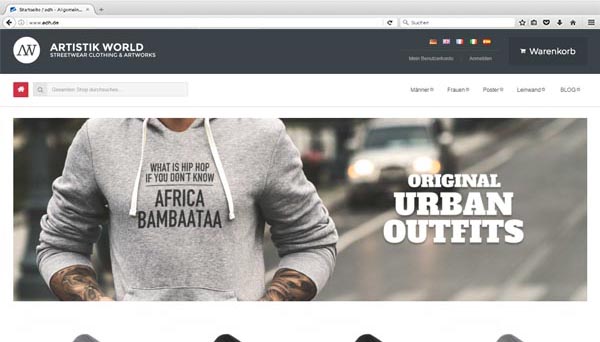 Startseite / adh - Allgemein...
www.adh.de
Suchen
AW
ARTISTIK WORLD
STREETWEAR CLOTHING & ARTWORKS
Mein Benutzerkonto
Anmelden
Warenkorb
Gesamten Shop durchsuchen...
Männer
Frauen
Poster
Leinwand
BLOG
WHAT IS HIP HOP
IF YOU DON'T KNOW
AFRICA
BAMBAATAA
ORIGINAL
URBAN
OUTFITS